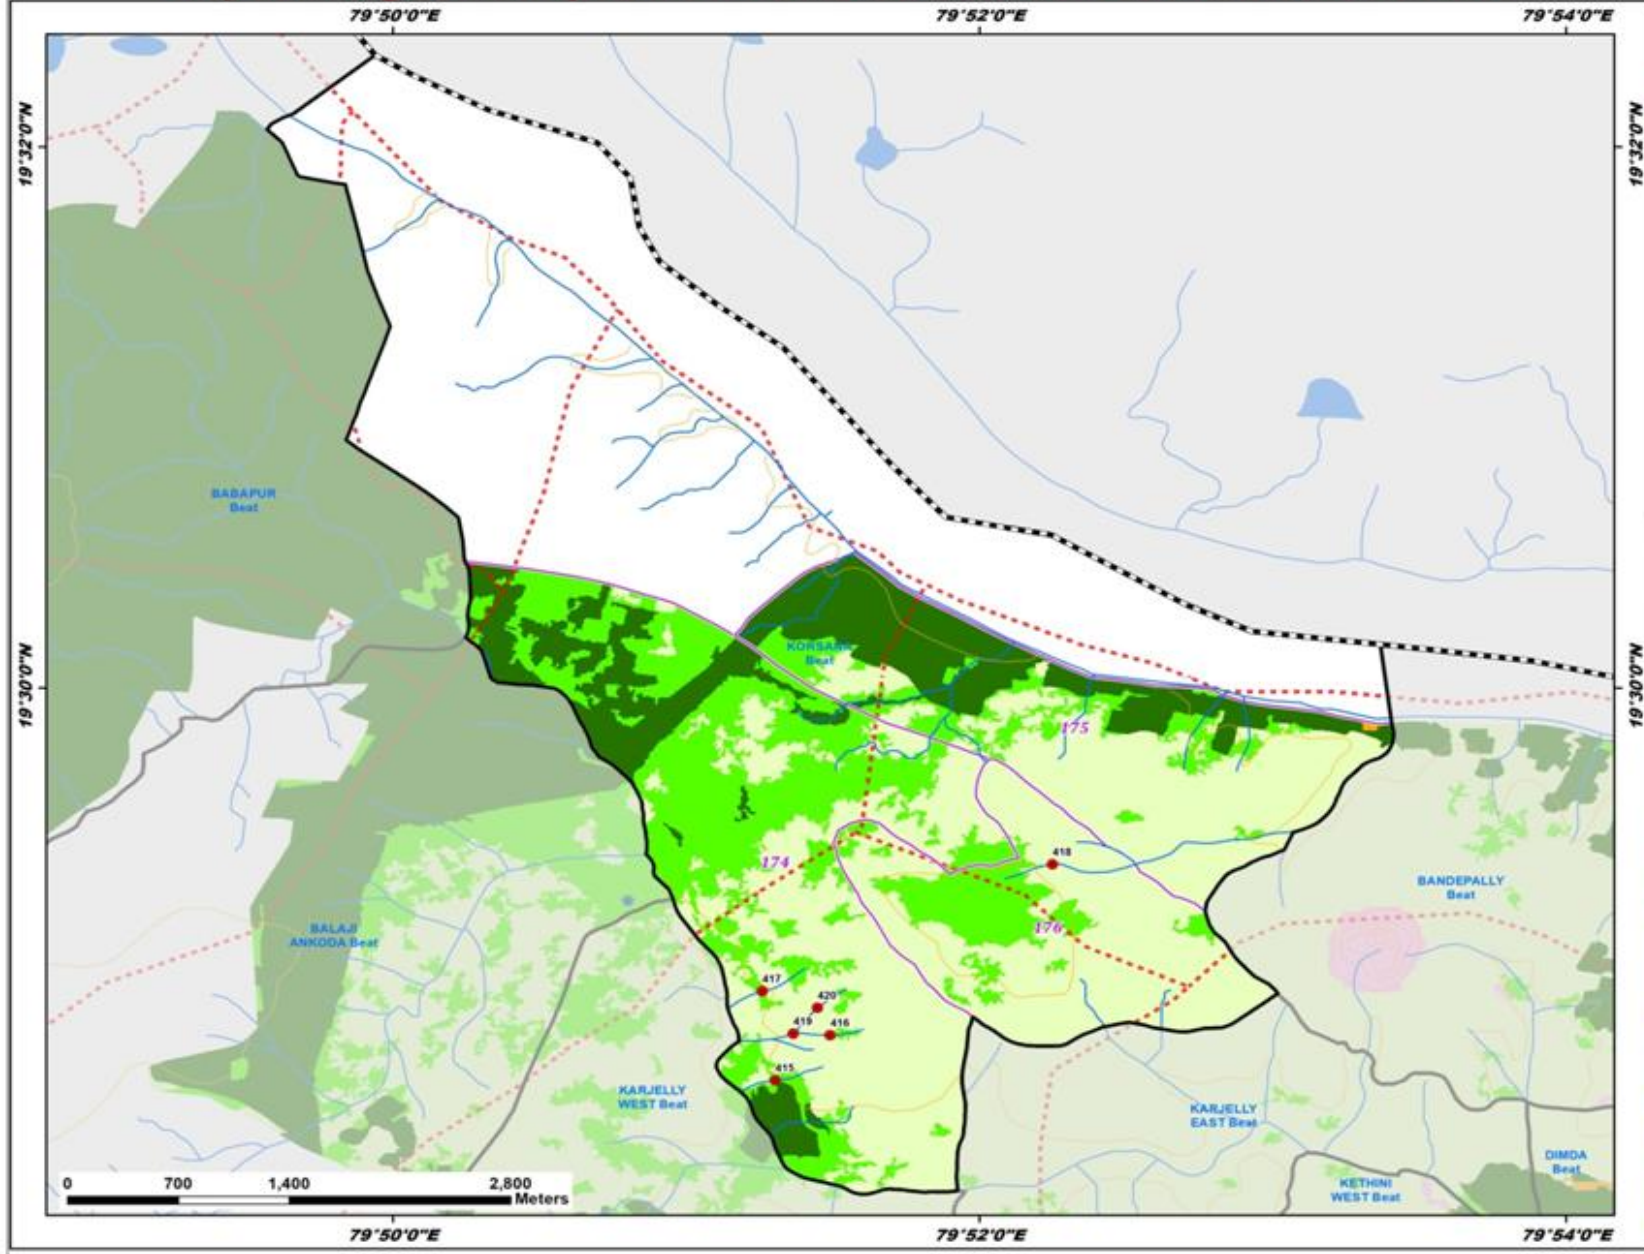 79°50'0"E
79°52'0"E
79°54'0"E
19°32'0"N
19°32'0"N
BABAPUR
Beat
KORSANI
Beat
19°30'0"N
19°30'0"N
175
174
418
BANDEPALLY
Beat
176
BALAJI
ANKODA Beat
417
420
419
416
415
KARJELLY
WEST Beat
KARJELLY
EAST Beat
DIMDA
Beat
KETHINI
WEST Beat
0 700 1,400 2,800
Meters
79°50'0"E
79°52'0"E
79°54'0"E